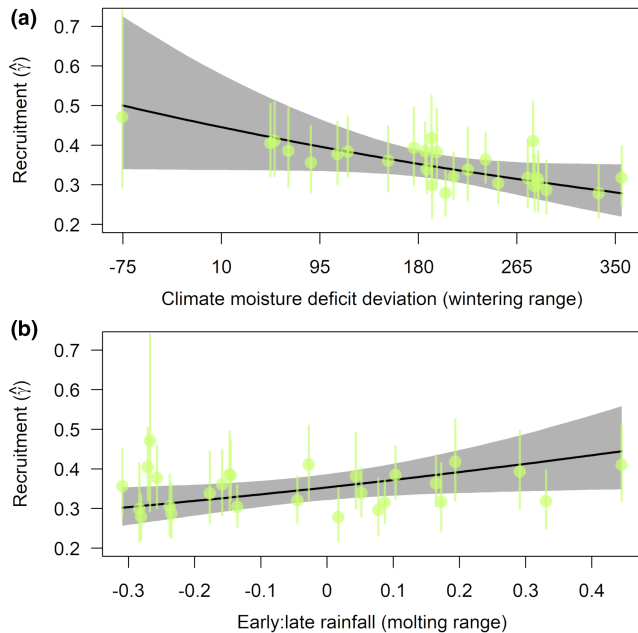 (a)
0.7
0.6
0.5
0.4
0.3
0.2
Recruitment (γ̂)
-75 10 95 180 265 350
Climate moisture deficit deviation (wintering range)
(b)
0.7
0.6
0.5
0.4
0.3
0.2
Recruitment (γ̂)
-0.3 -0.2 -0.1 0 0.1 0.2 0.3 0.4
Early:late rainfall (molting range)